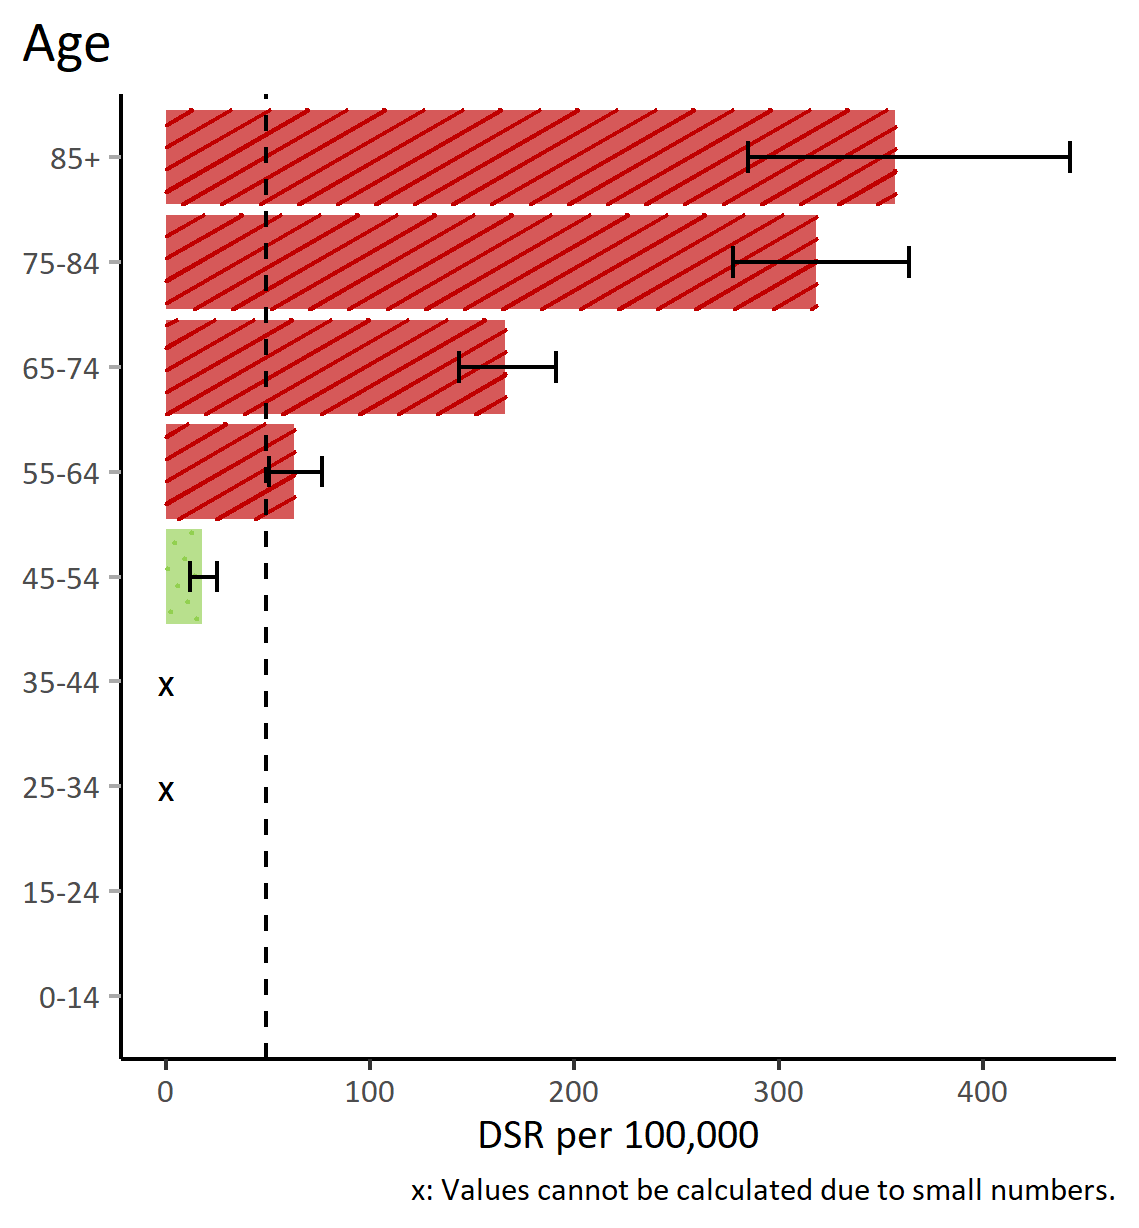 Age
85+
75-84
65-74
55-64
45-54
35-44 x
25-34 x
15-24
0-14
0 100 200 300 400
DSR per 100,000
x: Values cannot be calculated due to small numbers.